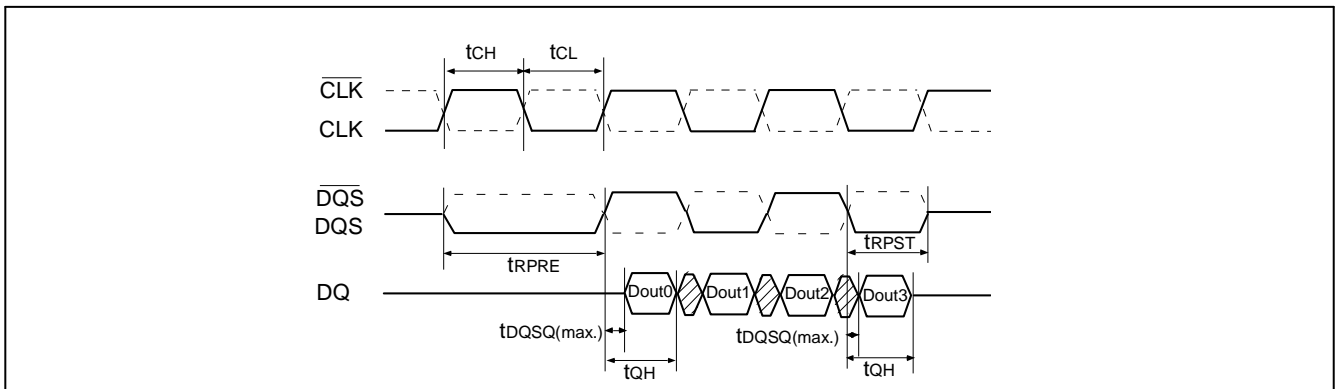 tCH tCL
CLK
CLK
DQS
DQS
tRPRE tRPST
DQ Dout0 Dout1 Dout2 Dout3
tDQSQ(max.) tDQSQ(max.)
tQH tQH